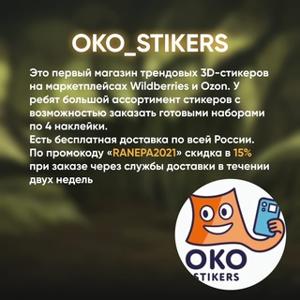 OKO_STIKERS
Это первый магазин трендовых 3D-стикеров
на маркетплейсах Wildberries и Ozon. У
ребят большой ассортимент стикеров с
возможностью заказать готовыми наборами
по 4 наклейки.
Есть бесплатная доставка по всей России.
По промокоду «RANEPA2021» скидка в 15%
при заказе через службы доставки в течении
двух недель
OKO
STIKERS